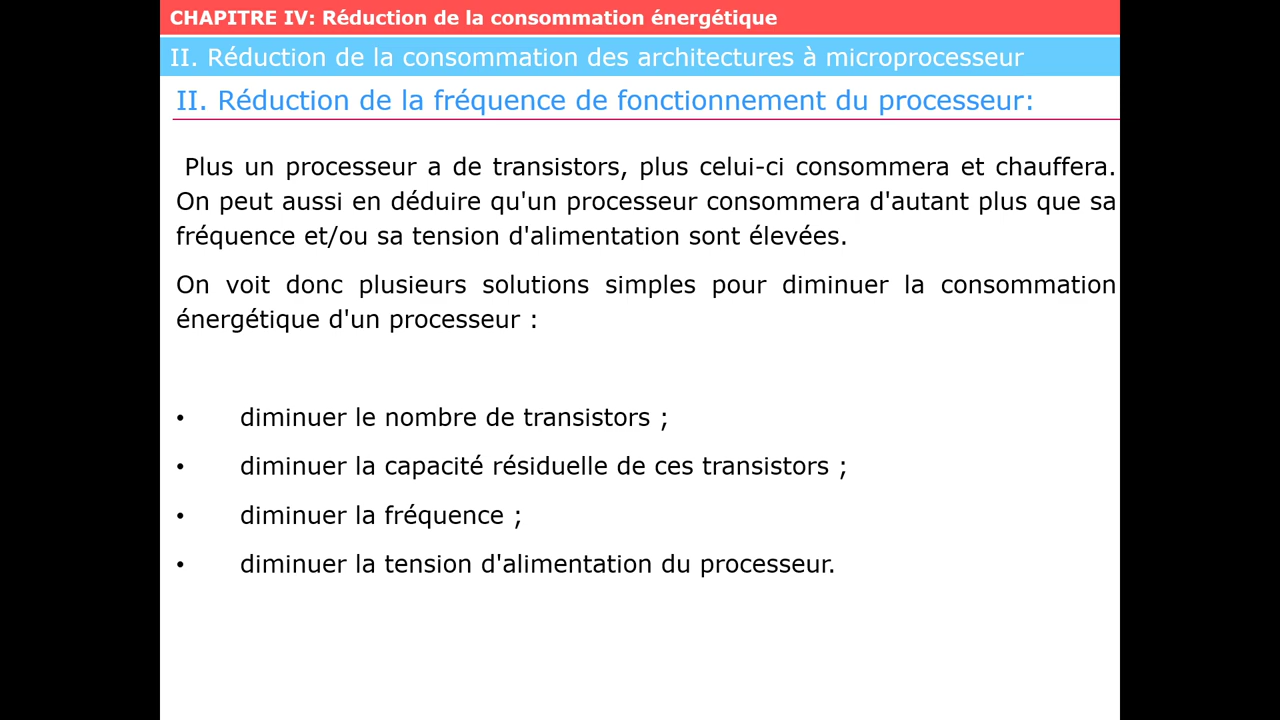 CHAPITRE IV: Réduction de la consommation énergétique
II. Réduction de la consommation des architectures à microprocesseur
II. Réduction de la fréquence de fonctionnement du processeur:
Plus un processeur a de transistors, plus celui-ci consommera et chauffera.
On peut aussi en déduire qu'un processeur consommera d'autant plus que sa
fréquence et/ou sa tension d'alimentation sont élevées.
On voit donc plusieurs solutions simples pour diminuer la consommation
énergétique d'un processeur :
• diminuer le nombre de transistors ;
• diminuer la capacité résiduelle de ces transistors ;
• diminuer la fréquence ;
• diminuer la tension d'alimentation du processeur.